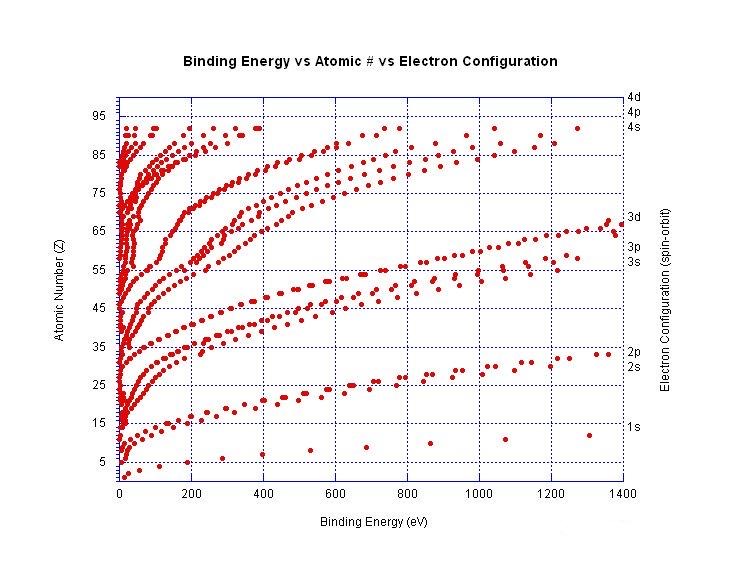 Binding Energy vs Atomic # vs Electron Configuration
4d
4p
95
4s
85
75
3d
65
3p
3s
55
45
35
2p
2s
25
15
1s
5
0 200 400 600 800 1000 1200 1400
Binding Energy (eV)
Atomic Number (Z)
Electron Configuration (spin-orbit)